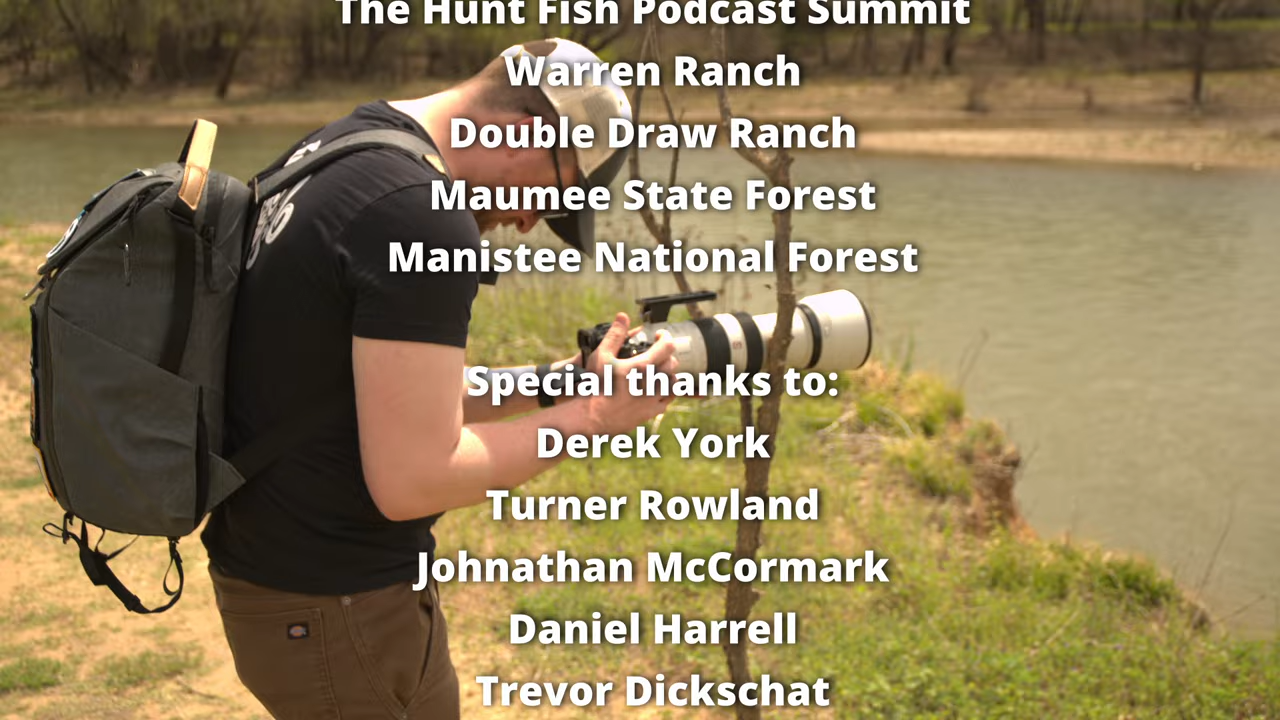 The Hunt Fish Podcast Summit
Warren Ranch
Double Draw Ranch
Maumee State Forest
Manistee National Forest
Special thanks to:
Derek York
Turner Rowland
Johnathan McCormark
Daniel Harrell
Trevor Dickschat